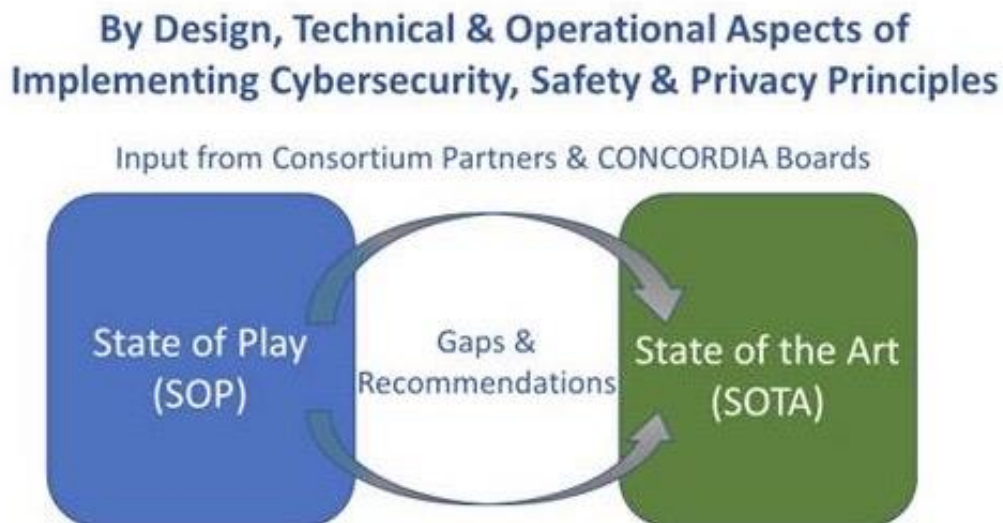 By Design, Technical & Operational Aspects of
Implementing Cybersecurity, Safety & Privacy Principles
Input from Consortium Partners & CONCORDIA Boards
State of Play
(SOP)
Gaps &
Recommendations
State of the Art
(SOTA)